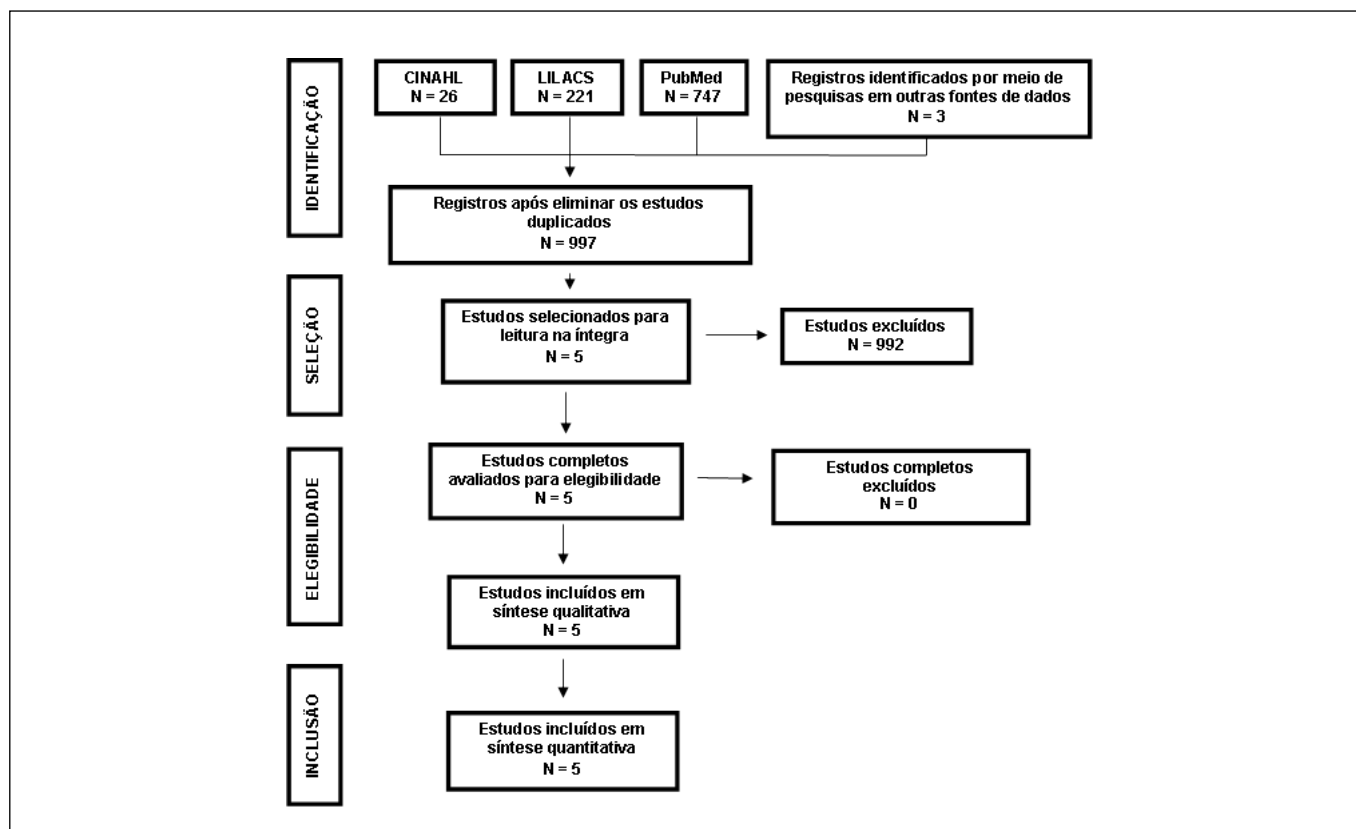 IDENTIFICAÇÃO
CINAHL
N = 26
LILACS
N = 221
PubMed
N = 747
Registros identificados por meio de
pesquisas em outras fontes de dados
N = 3
Registros após eliminar os estudos
duplicados
N = 997
SELEÇÃO
Estudos selecionados para
leitura na íntegra
N = 5
Estudos excluídos
N = 992
ELEGIBILIDADE
Estudos completos
avaliados para elegibilidade
N = 5
Estudos completos
excluídos
N = 0
Estudos incluídos em
síntese qualitativa
N = 5
INCLUSÃO
Estudos incluídos em
síntese quantitativa
N = 5